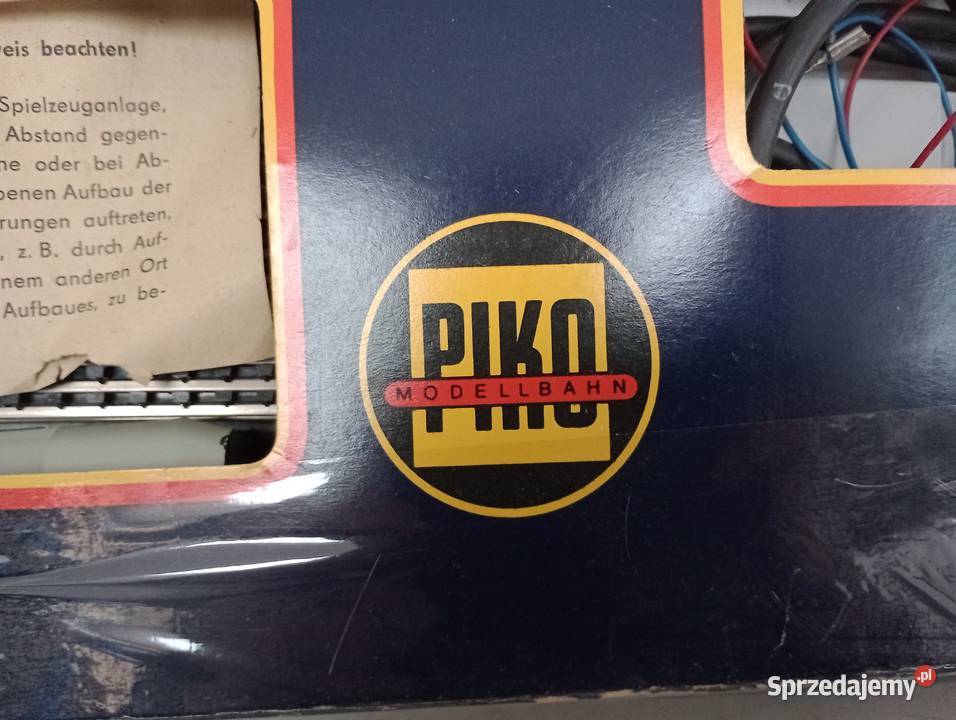 eis beachten!
Spielzeuganlage,
Abstand gegen-
ne oder bei Ab-
benen Aufbau der
rungen auftreten,
, z. B. durch Auf-
nem anderen Ort
Aufbaues, zu be-
PIKO
MODELLBAHN
Sprzedajemy.pl